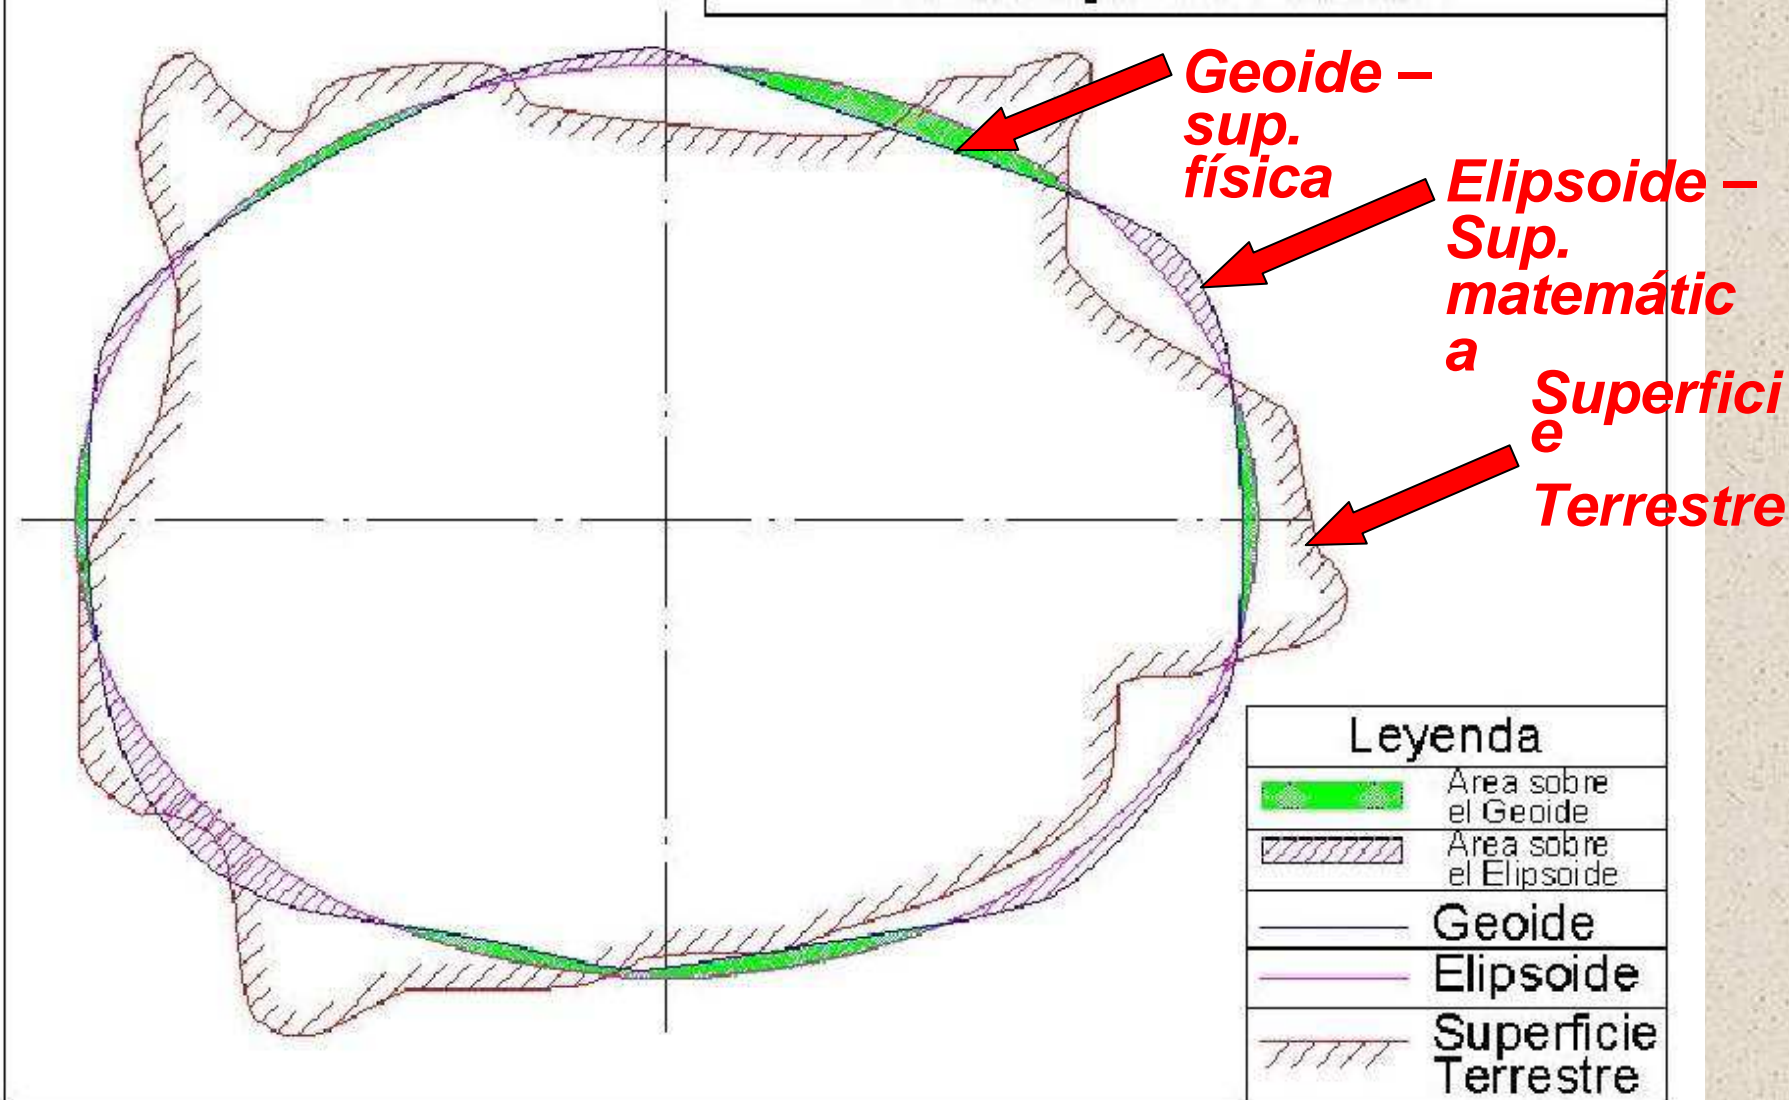 Geoide –
sup.
física
Elipsoide –
Sup.
matemátic
a
Superfici
e
Terrestre
Leyenda
Area sobre
el Geoide
Area sobre
el Elipsoide
Geoide
Elipsoide
Superficie
Terrestre